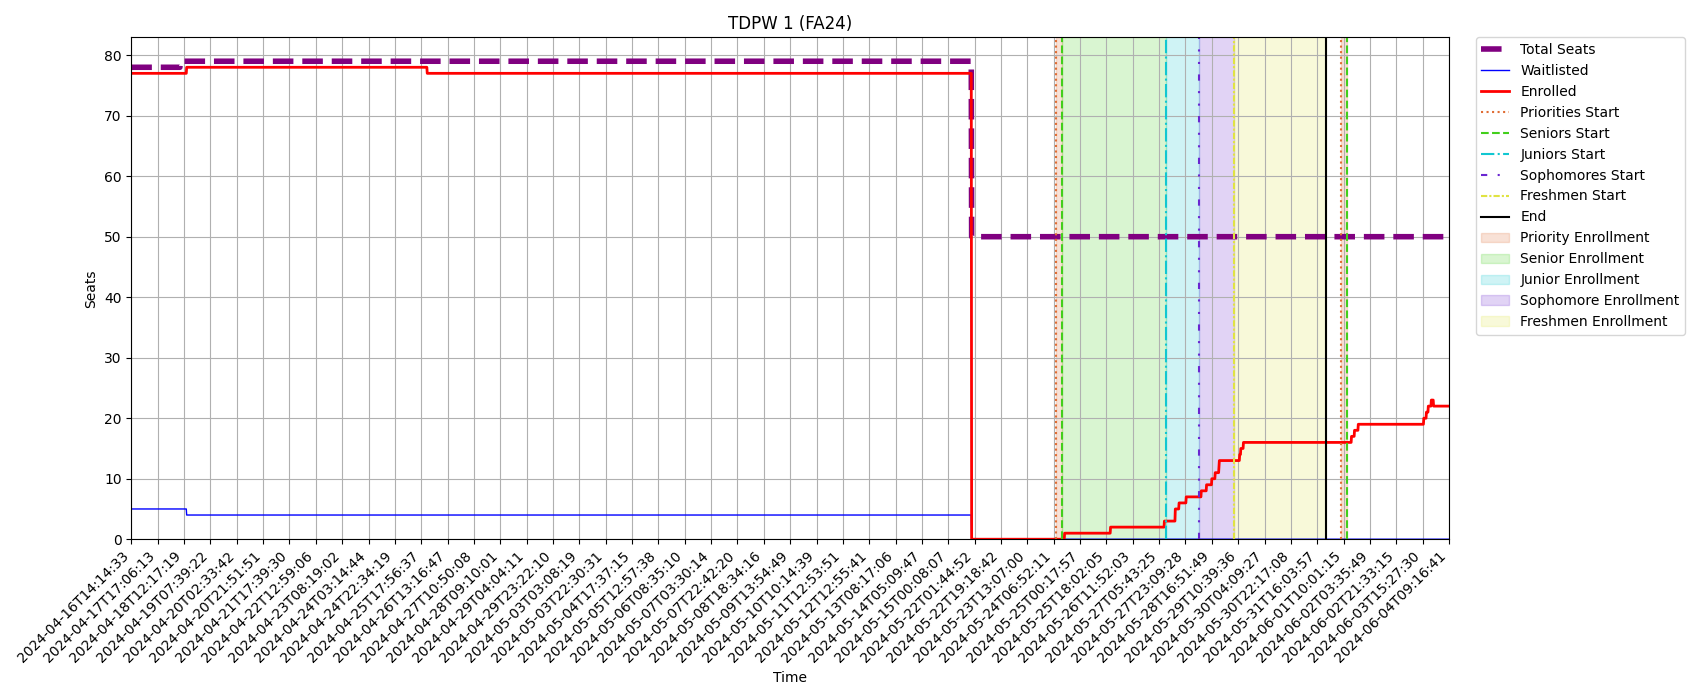 TDPW 1 (FA24)
Seats
80
70
60
50
40
30
20
10
0
2024-04-16T14:14:33
2024-04-17T17:06:13
2024-04-18T12:17:19
2024-04-19T07:39:22
2024-04-20T02:33:42
2024-04-20T21:51:51
2024-04-21T17:39:30
2024-04-22T12:59:06
2024-04-23T08:19:02
2024-04-24T03:14:44
2024-04-24T22:34:19
2024-04-25T17:56:37
2024-04-26T13:16:47
2024-04-27T10:50:08
2024-04-28T09:10:01
2024-04-29T04:04:11
2024-04-29T23:22:10
2024-05-03T03:08:19
2024-05-03T22:30:31
2024-05-04T17:37:15
2024-05-05T12:57:38
2024-05-06T08:35:10
2024-05-07T03:30:14
2024-05-07T22:42:20
2024-05-08T18:34:16
2024-05-09T13:54:49
2024-05-10T10:14:39
2024-05-11T12:53:51
2024-05-12T12:55:41
2024-05-13T08:17:06
2024-05-14T05:09:47
2024-05-15T00:08:07
2024-05-22T01:44:52
2024-05-22T19:18:42
2024-05-23T13:07:00
2024-05-24T06:52:11
2024-05-25T00:17:57
2024-05-25T18:02:05
2024-05-26T11:52:03
2024-05-27T05:43:25
2024-05-27T23:09:28
2024-05-28T16:51:49
2024-05-29T10:39:36
2024-05-30T04:09:27
2024-05-30T22:17:08
2024-05-31T16:03:57
2024-06-01T10:01:15
2024-06-02T03:35:49
2024-06-02T21:33:15
2024-06-03T15:27:30
2024-06-04T09:16:41
Time
Total Seats
Waitlisted
Enrolled
Priorities Start
Seniors Start
Juniors Start
Sophomores Start
Freshmen Start
End
Priority Enrollment
Senior Enrollment
Junior Enrollment
Sophomore Enrollment
Freshmen Enrollment